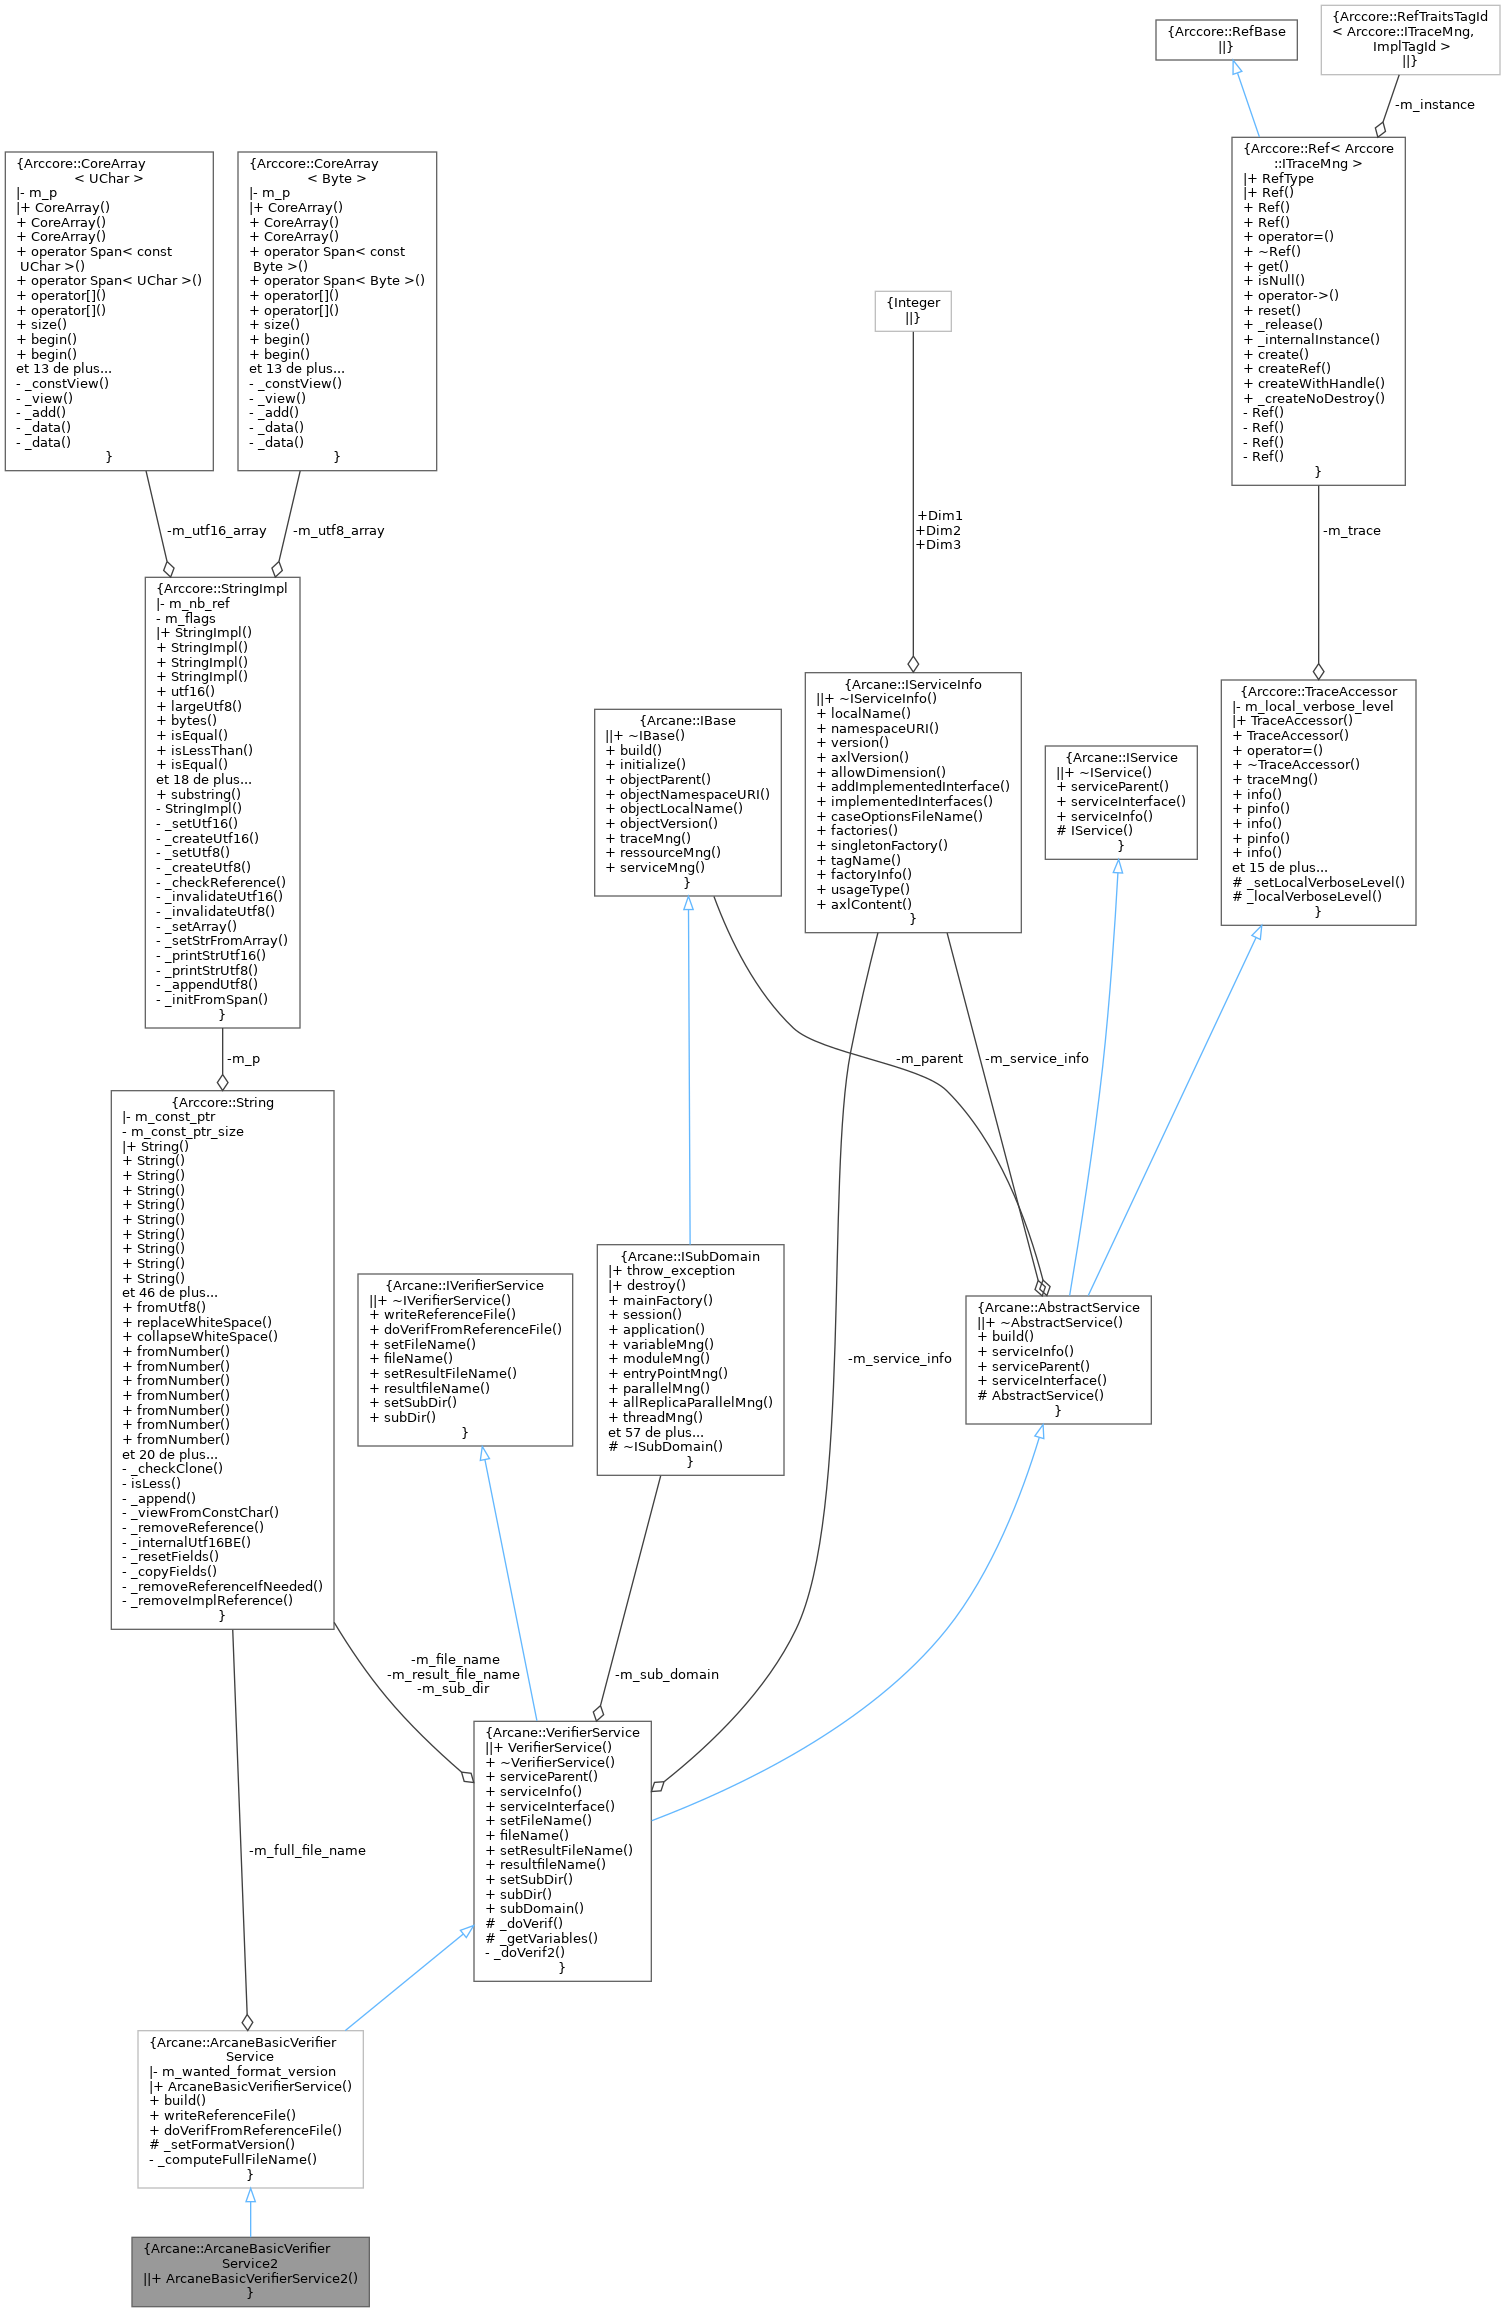 {Arccore::RefBase
||}
{Arccore::RefTraitsTagId
< Arccore::ITraceMng,
ImplTagId >
||}
-m_instance
{Arccore::CoreArray
< UChar >
|- m_p
|+ CoreArray()
+ CoreArray()
+ CoreArray()
+ operator Span< const
UChar >()
+ operator Span< UChar >()
+ operator[]()
+ operator[]()
+ size()
+ begin()
+ begin()
et 13 de plus...
- _constView()
- _view()
- _add()
- _data()
- _data()
}
{Arccore::CoreArray
< Byte >
|- m_p
|+ CoreArray()
+ CoreArray()
+ CoreArray()
+ operator Span< const
Byte >()
+ operator Span< Byte >()
+ operator[]()
+ operator[]()
+ size()
+ begin()
+ begin()
et 13 de plus...
- _constView()
- _view()
- _add()
- _data()
- _data()
}
{Arccore::Ref< Arccore
::ITraceMng >
|+ RefType
|+ Ref()
+ Ref()
+ Ref()
+ operator=()
+ ~Ref()
+ get()
+ isNull()
+ operator->()
+ reset()
+ _release()
+ _internalInstance()
+ create()
+ createRef()
+ createWithHandle()
+ _createNoDestroy()
- Ref()
- Ref()
- Ref()
- Ref()
}
{Integer
||}
+Dim1
+Dim2
+Dim3
-m_utf16_array
-m_utf8_array
-m_trace
{Arccore::StringImpl
|- m_nb_ref
- m_flags
|+ StringImpl()
+ StringImpl()
+ StringImpl()
+ StringImpl()
+ utf16()
+ largeUtf8()
+ bytes()
+ isEqual()
+ isLessThan()
+ isEqual()
et 18 de plus...
+ substring()
- StringImpl()
- _setUtf16()
- _createUtf16()
- _setUtf8()
- _createUtf8()
- _checkReference()
- _invalidateUtf16()
- _invalidateUtf8()
- _setArray()
- _setStrFromArray()
- _printStrUtf16()
- _printStrUtf8()
- _appendUtf8()
- _initFromSpan()
}
{Arcane::IBase
||+ ~IBase()
+ build()
+ initialize()
+ objectParent()
+ objectNamespaceURI()
+ objectLocalName()
+ objectVersion()
+ traceMng()
+ ressourceMng()
+ serviceMng()
}
{Arcane::IServiceInfo
||+ ~IServiceInfo()
+ localName()
+ namespaceURI()
+ version()
+ axlVersion()
+ allowDimension()
+ addImplementedInterface()
+ implementedInterfaces()
+ caseOptionsFileName()
+ factories()
+ singletonFactory()
+ tagName()
+ factoryInfo()
+ usageType()
+ axlContent()
}
{Arcane::IService
||+ ~IService()
+ serviceParent()
+ serviceInterface()
+ serviceInfo()
# IService()
}
{Arccore::TraceAccessor
|- m_local_verbose_level
|+ TraceAccessor()
+ TraceAccessor()
+ operator=()
+ ~TraceAccessor()
+ traceMng()
+ info()
+ pinfo()
+ info()
+ pinfo()
+ info()
et 15 de plus...
# _setLocalVerboseLevel()
# _localVerboseLevel()
}
-m_p
-m_parent
-m_service_info
{Arccore::String
|- m_const_ptr
- m_const_ptr_size
|+ String()
+ String()
+ String()
+ String()
+ String()
+ String()
+ String()
+ String()
+ String()
+ String()
et 46 de plus...
+ fromUtf8()
+ replaceWhiteSpace()
+ collapseWhiteSpace()
+ fromNumber()
+ fromNumber()
+ fromNumber()
+ fromNumber()
+ fromNumber()
+ fromNumber()
+ fromNumber()
et 20 de plus...
- _checkClone()
- isLess()
- _append()
- _viewFromConstChar()
- _removeReference()
- _internalUtf16BE()
- _resetFields()
- _copyFields()
- _removeReferenceIfNeeded()
- _removeImplReference()
}
{Arcane::IVerifierService
||+ ~IVerifierService()
+ writeReferenceFile()
+ doVerifFromReferenceFile()
+ setFileName()
+ fileName()
+ setResultFileName()
+ resultfileName()
+ setSubDir()
+ subDir()
}
{Arcane::ISubDomain
|+ throw_exception
|+ destroy()
+ mainFactory()
+ session()
+ application()
+ variableMng()
+ moduleMng()
+ entryPointMng()
+ parallelMng()
+ allReplicaParallelMng()
+ threadMng()
et 57 de plus...
# ~ISubDomain()
}
-m_service_info
{Arcane::AbstractService
||+ ~AbstractService()
+ build()
+ serviceInfo()
+ serviceParent()
+ serviceInterface()
# AbstractService()
}
-m_file_name
-m_result_file_name
-m_sub_dir
-m_sub_domain
{Arcane::VerifierService
||+ VerifierService()
+ ~VerifierService()
+ serviceParent()
+ serviceInfo()
+ serviceInterface()
+ setFileName()
+ fileName()
+ setResultFileName()
+ resultfileName()
+ setSubDir()
+ subDir()
+ subDomain()
# _doVerif()
# _getVariables()
- _doVerif2()
}
-m_full_file_name
{Arcane::ArcaneBasicVerifier
Service
|- m_wanted_format_version
|+ ArcaneBasicVerifierService()
+ build()
+ writeReferenceFile()
+ doVerifFromReferenceFile()
# _setFormatVersion()
- _computeFullFileName()
}
{Arcane::ArcaneBasicVerifier
Service2
||+ ArcaneBasicVerifierService2()
}